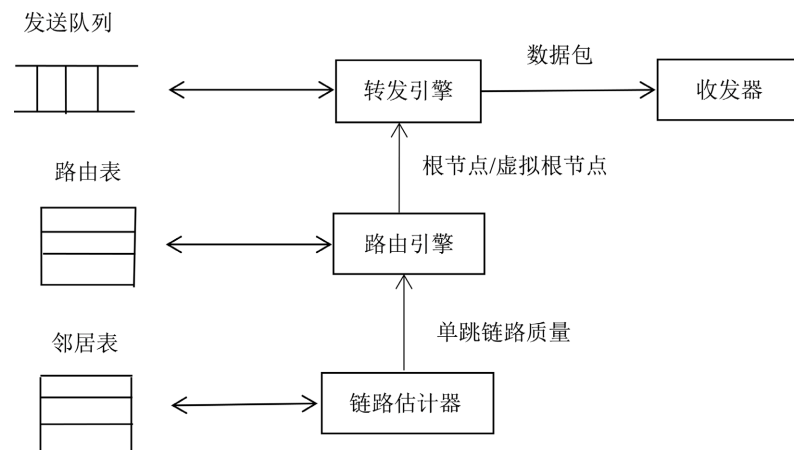 发送队列
数据包
转发引擎
收发器
路由表
根节点/虚拟根节点
路由引擎
邻居表
单跳链路质量
链路估计器